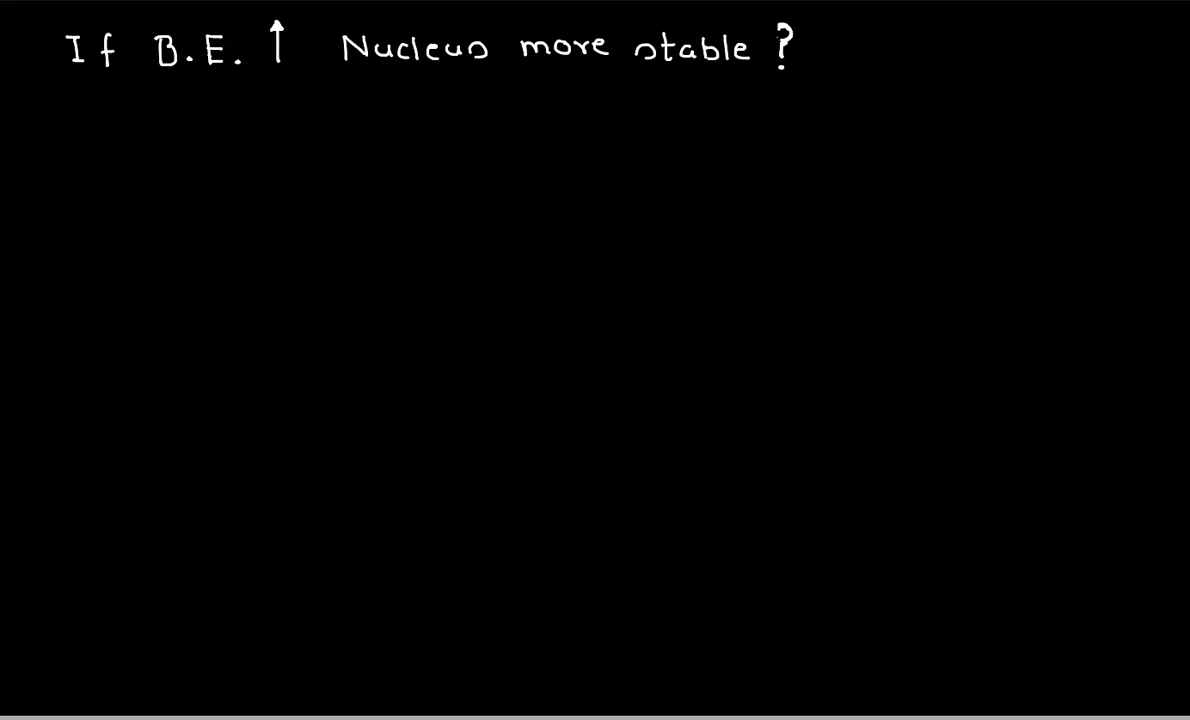 If B.E. ↑ Nucleus more stable ?